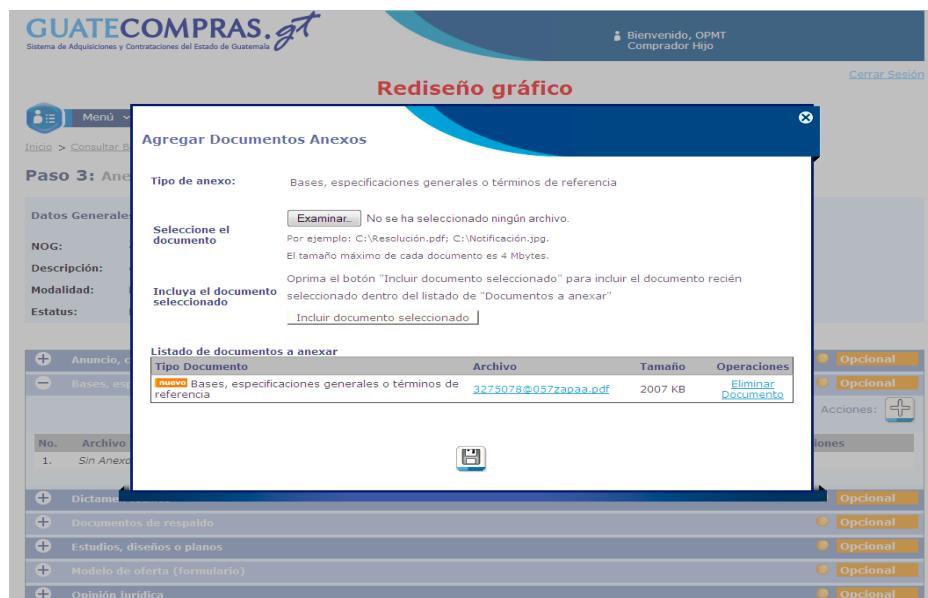 GUATECOMPRAS.gt
Sistema de Adquisiciones y Contrataciones del Estado de Guatemala
Bienvenido, OPMT
Comprador Hijo
Cerrar Sesión
Rediseño gráfico
Menú
Inicio > Consultar B
Paso 3: Ane
Datos Generale
NOG:
Descripción:
Modalidad:
Estatus:
Agregar Documentos Anexos
Tipo de anexo:
Bases, especificaciones generales o términos de referencia
Seleccione el
documento
Examinar... No se ha seleccionado ningún archivo.
Por ejemplo: C:\Resolución.pdf; C:\Notificación.jpg.
El tamaño máximo de cada documento es 4 Mbytes.
Incluya el documento
seleccionado
Oprima el botón "Incluir documento seleccionado" para incluir el documento recién
seleccionado dentro del listado de "Documentos a anexar"
Incluir documento seleccionado
Listado de documentos a anexar
Tipo Documento Archivo Tamaño Operaciones
nuevo Bases, especificaciones generales o términos de
referencia
3275078@057zapaa.pdf 2007 KB Eliminar
Documento
Anuncio, c Opcional
Bases, esp Opcional
Acciones:
No. Archivo iones
1. Sin Anexo
Dictame Opcional
Documentos de respaldo Opcional
Estudios, diseños o planos Opcional
Modelo de oferta (formulario) Opcional
Opinión jurídica Opcional